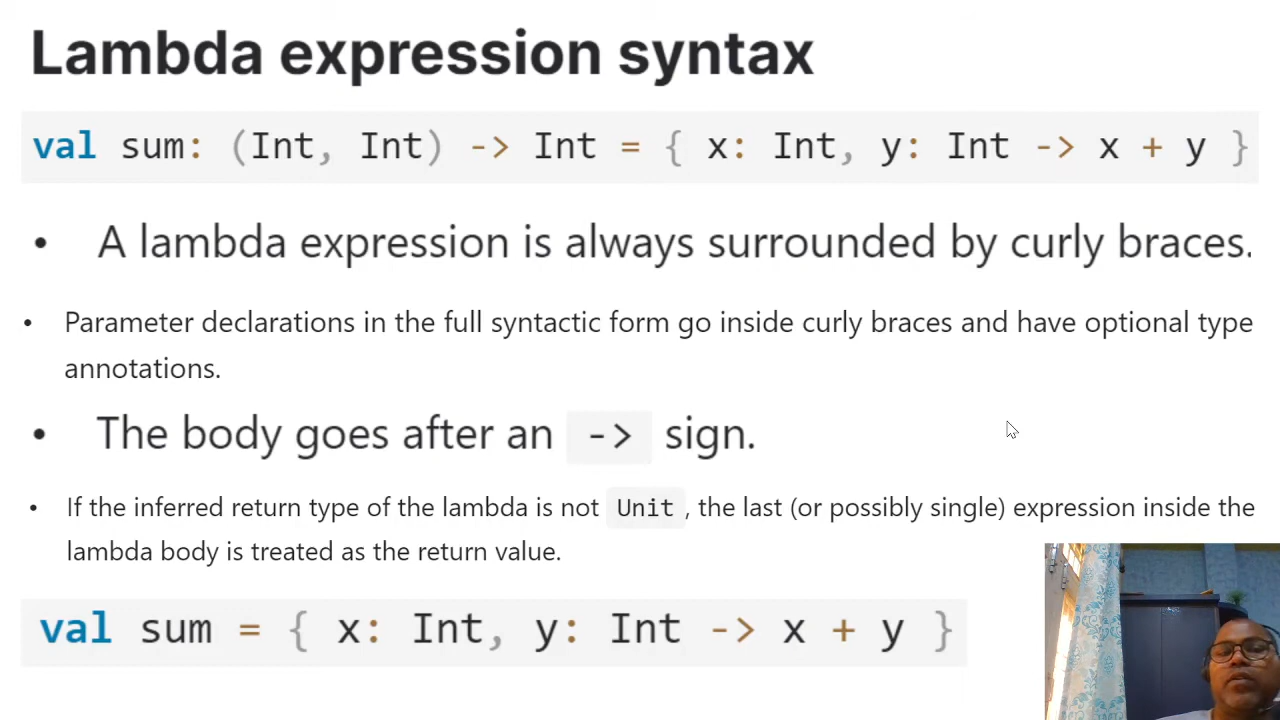 Lambda expression syntax
val sum: (Int, Int) -> Int = { x: Int, y: Int -> x + y }
• A lambda expression is always surrounded by curly braces.
• Parameter declarations in the full syntactic form go inside curly braces and have optional type
annotations.
• The body goes after an -> sign.
• If the inferred return type of the lambda is not Unit, the last (or possibly single) expression inside the
lambda body is treated as the return value.
val sum = { x: Int, y: Int -> x + y }